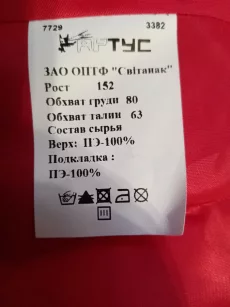 7729 3382
АРТУС
ЗАО ОПТФ "Світанак"
Рост 152
Обхват груди 80
Обхват талии 63
Состав сырья
Верх: ПЭ-100%
Подкладка :
ПЭ-100%